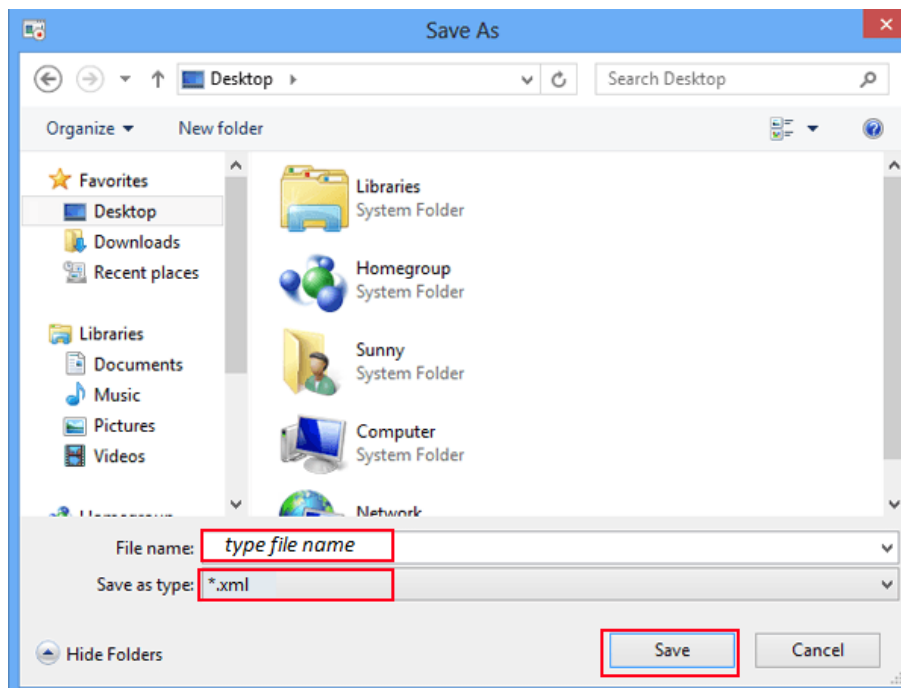 Save As
Desktop
Search Desktop
Organize
New folder
Favorites
Desktop
Downloads
Recent places
Libraries
Documents
Music
Pictures
Videos
Libraries
System Folder
Homegroup
System Folder
Sunny
System Folder
Computer
System Folder
Network
File name: type file name
Save as type: *.xml
Hide Folders
Save
Cancel